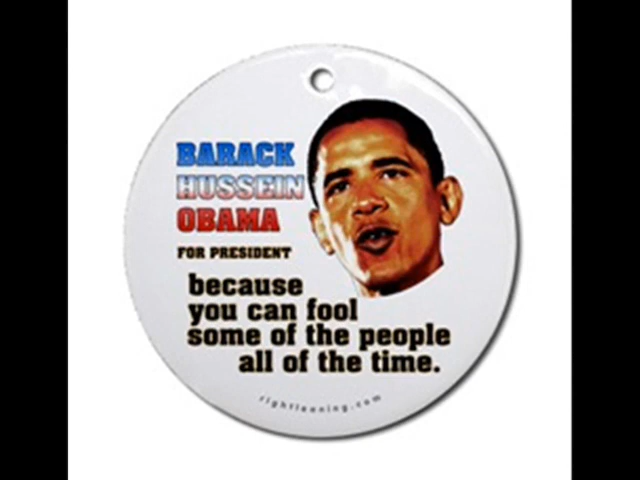 BARACK
HUSSEIN
OBAMA
FOR PRESIDENT
because
you can fool
some of the people
all of the time.
rightleaning.com